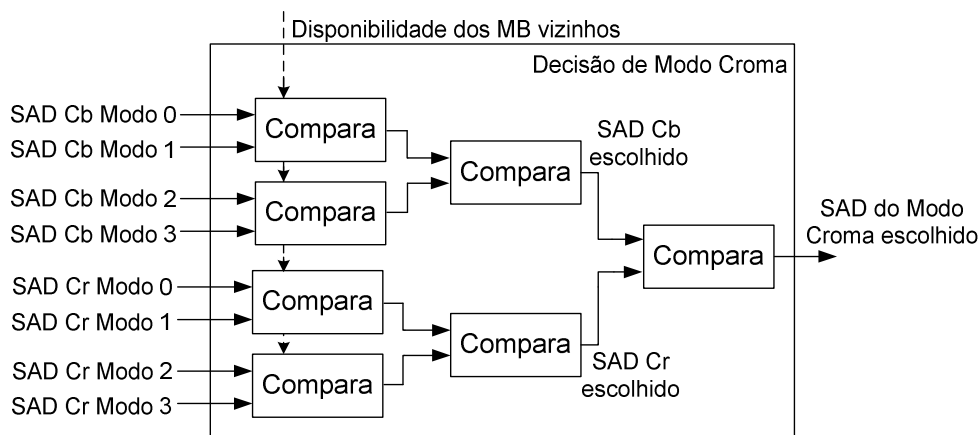 Disponibilidade dos MB vizinhos
Decisão de Modo Croma
SAD Cb Modo 0
SAD Cb Modo 1
Compara
SAD Cb Modo 2
SAD Cb Modo 3
Compara
Compara
SAD Cb
escolhido
SAD Cr Modo 0
SAD Cr Modo 1
Compara
SAD Cr Modo 2
SAD Cr Modo 3
Compara
Compara
SAD Cr
escolhido
Compara
SAD do Modo
Croma escolhido